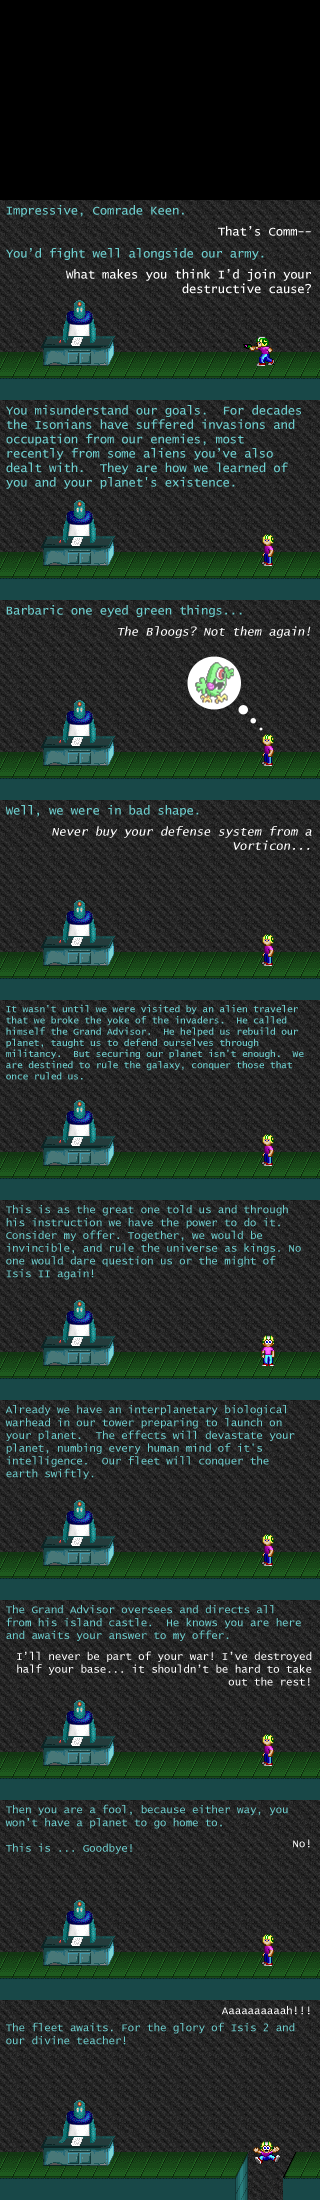 Impressive, Comrade Keen.
That's Comm--
You'd fight well alongside our army.
What makes you think I'd join your
destructive cause?
You misunderstand our goals. For decades
the Isonians have suffered invasions and
occupation from our enemies, most
recently from some aliens you've also
dealt with. They are how we learned of
you and your planet's existence.
Barbaric one eyed green things...
The Bloogs? Not them again!
Well, we were in bad shape.
Never buy your defense system from a
Vorticon...
It wasn't until we were visited by an alien traveler
that we broke the yoke of the invaders. He called
himself the Grand Advisor. He helped us rebuild our
planet, taught us to defend ourselves through
militancy. But securing our planet isn't enough. We
are destined to rule the galaxy, conquer those that
once ruled us.
This is as the great one told us and through
his instruction we have the power to do it.
Consider my offer. Together, we would be
invincible, and rule the universe as kings. No
one would dare question us or the might of
Isis II again!
Already we have an interplanetary biological
warhead in our tower preparing to launch on
your planet. The effects will devastate your
planet, numbing every human mind of it's
intelligence. Our fleet will conquer the
earth swiftly.
The Grand Advisor oversees and directs all
from his island castle. He knows you are here
and awaits your answer to my offer.
I'll never be part of your war! I've destroyed
half your base... it shouldn't be hard to take
out the rest!
Then you are a fool, because either way, you
won't have a planet to go home to.
No!
This is ... Goodbye!
Aaaaaaaaaah!!!
The fleet awaits. For the glory of Isis 2 and
our divine teacher!